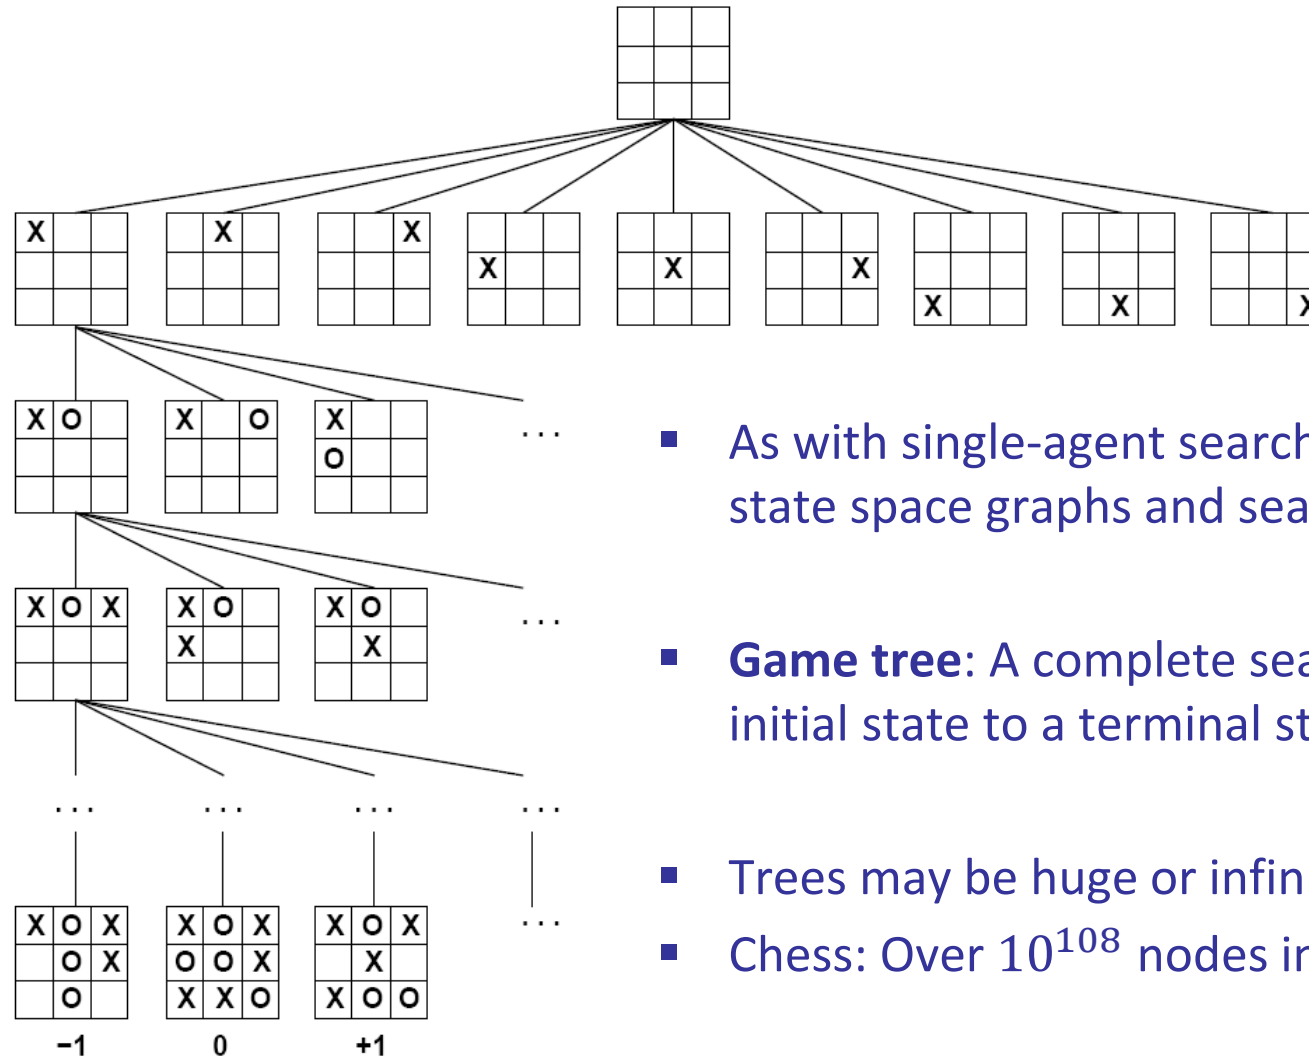 X X X
X X X
X X X
X O X O X
O
...
X O X X O X O
X X
...
... ... ... ...
X O X X O X X O X
O X O O X X
O X X O X O O
...
−1 0 +1
As with single-agent search
state space graphs and sea
Game tree: A complete sea
initial state to a terminal st
Trees may be huge or infin
Chess: Over 10^108 nodes in